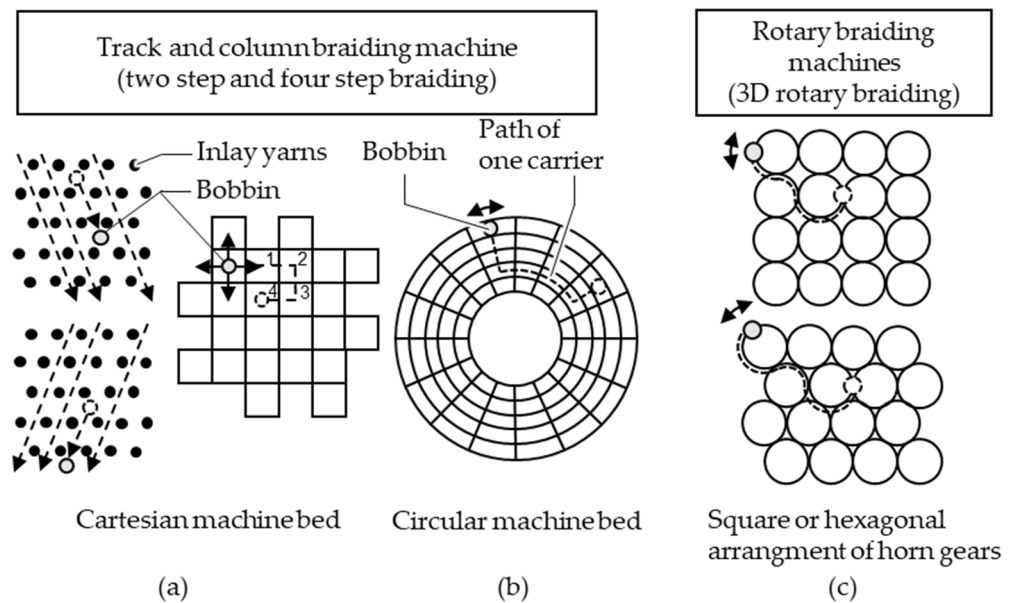 Track and column braiding machine
(two step and four step braiding)
Rotary braiding
machines
(3D rotary braiding)
Inlay yarns
Bobbin
Bobbin
Path of
one carrier
1
2
3
4
Cartesian machine bed
Circular machine bed
Square or hexagonal
arrangment of horn gears
(a)
(b)
(c)